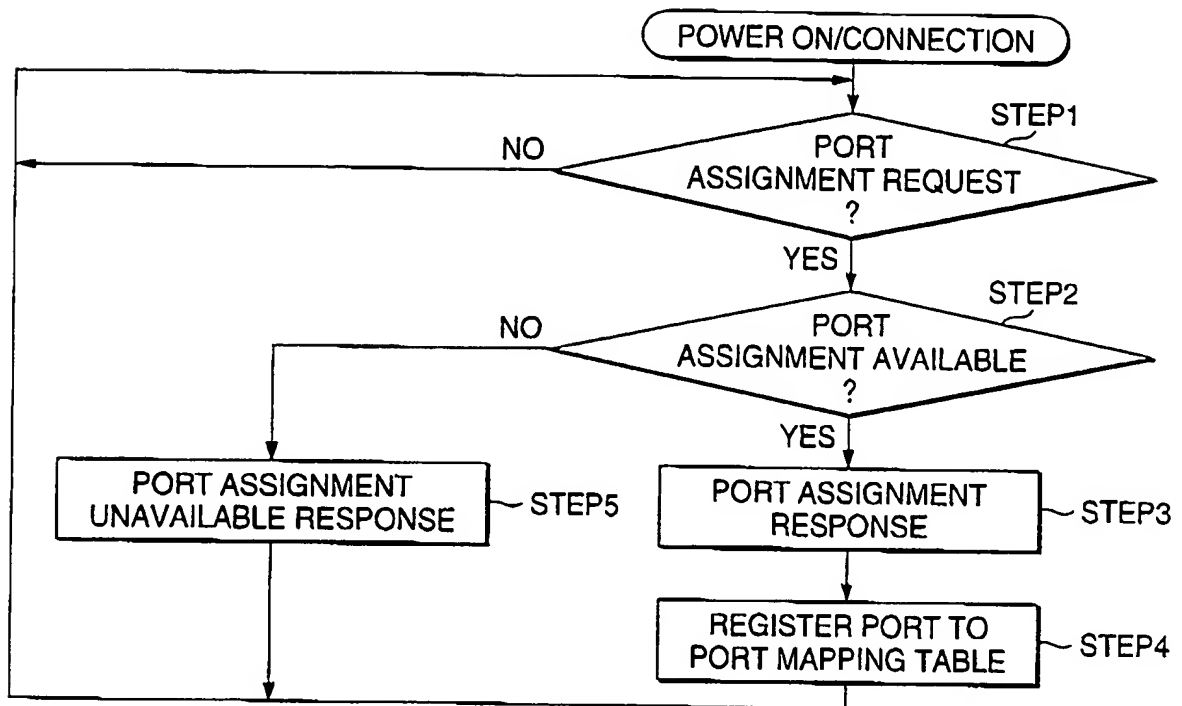 POWER ON/CONNECTION
STEP1
NO
PORT
ASSIGNMENT REQUEST
?
YES
STEP2
NO
PORT
ASSIGNMENT AVAILABLE
?
YES
PORT ASSIGNMENT
UNAVAILABLE RESPONSE
STEP5
PORT ASSIGNMENT
RESPONSE
STEP3
REGISTER PORT TO
PORT MAPPING TABLE
STEP4